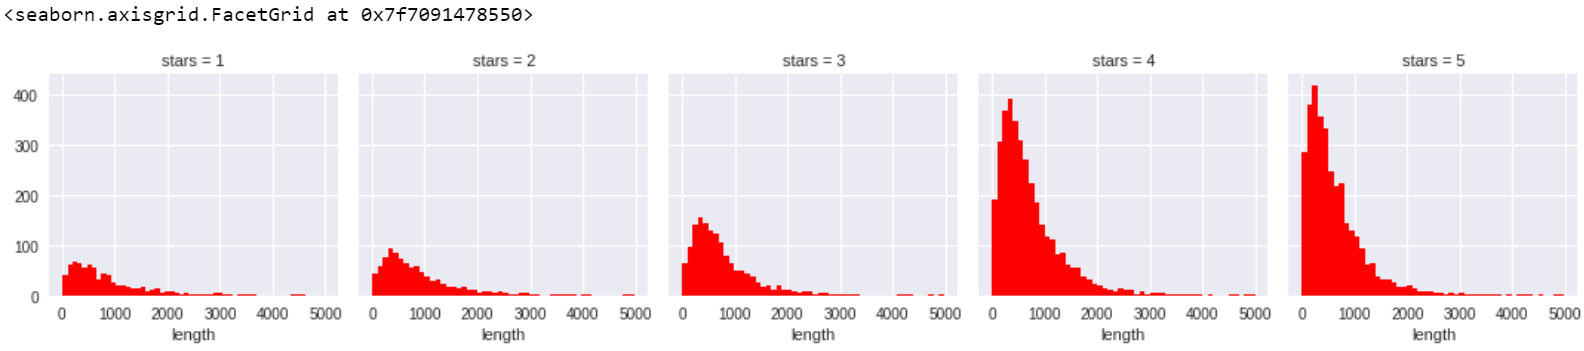 <seaborn.axisgrid.FacetGrid at 0x7f7091478550>
stars = 1 stars = 2 stars = 3 stars = 4 stars = 5
400
300
200
100
0
0 1000 2000 3000 4000 5000 0 1000 2000 3000 4000 5000 0 1000 2000 3000 4000 5000 0 1000 2000 3000 4000 5000 0 1000 2000 3000 4000 5000
length length length length length